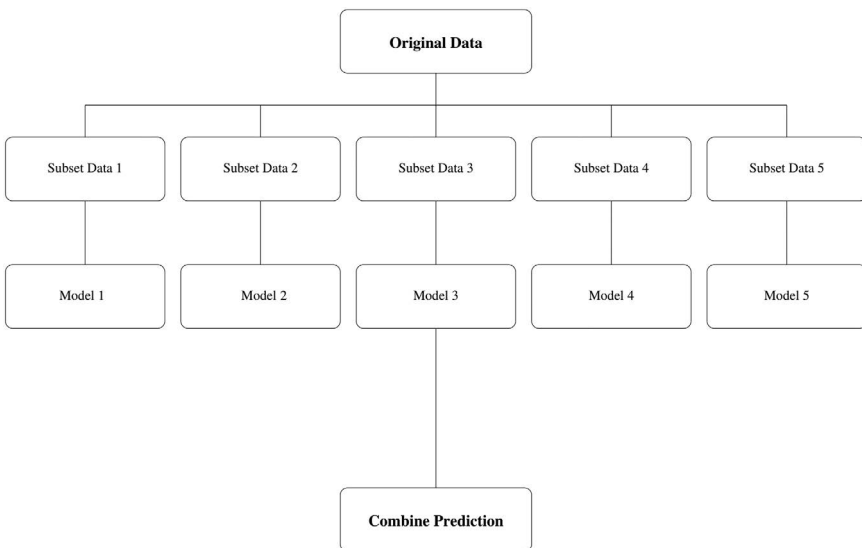 Original Data
Subset Data 1
Subset Data 2
Subset Data 3
Subset Data 4
Subset Data 5
Model 1
Model 2
Model 3
Model 4
Model 5
Combine Prediction